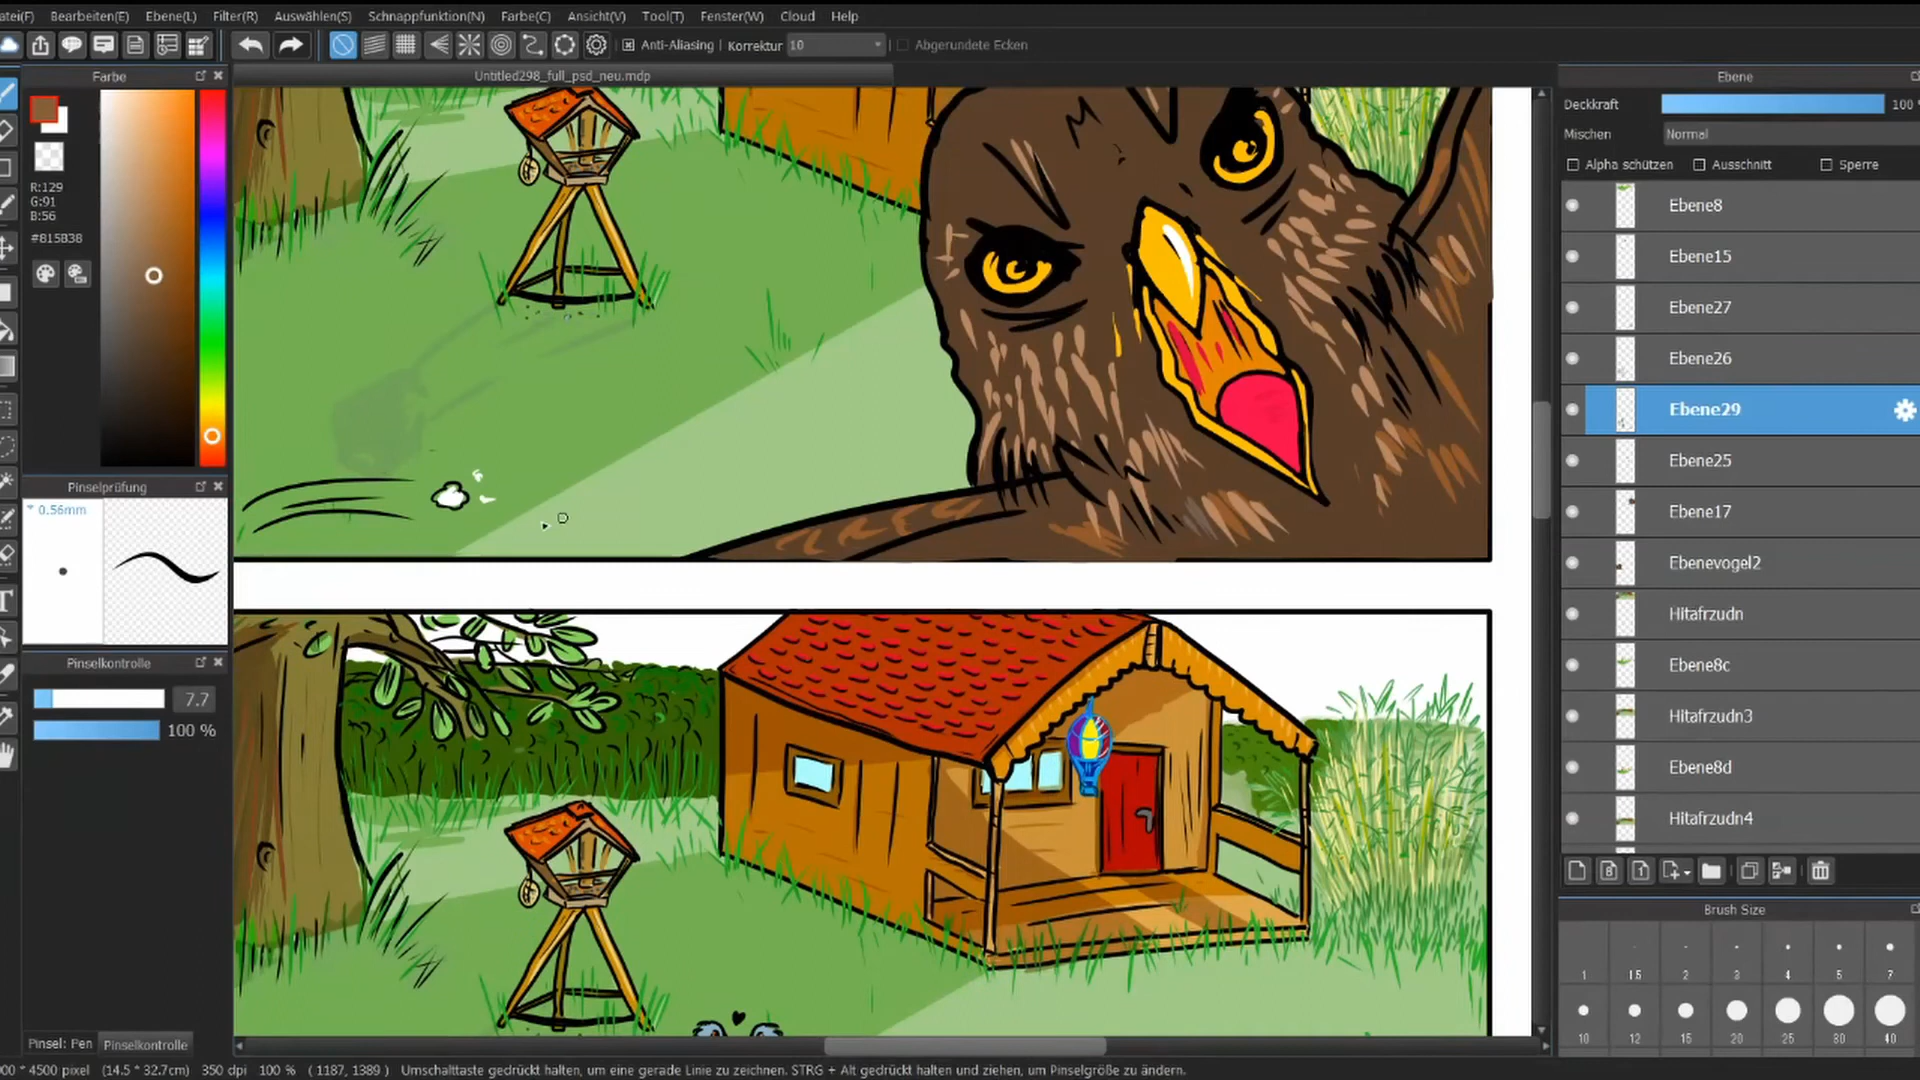 atei(F) Bearbeiten(E) Ebene(L) Filter(R) Auswählen(S) Schnappfunktion(N) Farbe(C) Ansicht(V) Tool(T) Fenster(W) Cloud Help
Anti-Aliasing Korrektur 10 Abgerundete Ecken
Farbe
Untitled298_full_psd_neu.mdp
Ebene
Deckkraft 100
Mischen Normal
Alpha schützen Ausschnitt Sperre
R:129
G:91
B:56
#815B38
Ebene8
Ebene15
Ebene27
Ebene26
Ebene29
Ebene25
Ebene17
Ebenevogel2
Hitafrzudn
Ebene8c
Hitafrzudn3
Ebene8d
Hitafrzudn4
Pinselprüfung
0.56mm
Pinselkontrolle
7.7
100 %
Brush Size
1 1.5 2 3 4 5 7
10 12 15 20 25 30 40
Pinsel: Pen Pinselkontrolle
00 * 4500 pixel (14.5 * 32.7cm) 350 dpi 100 % ( 1187, 1389 ) Umschalttaste gedrückt halten, um eine gerade Linie zu zeichnen. STRG + Alt gedrückt halten und ziehen, um Pinselgröße zu ändern.